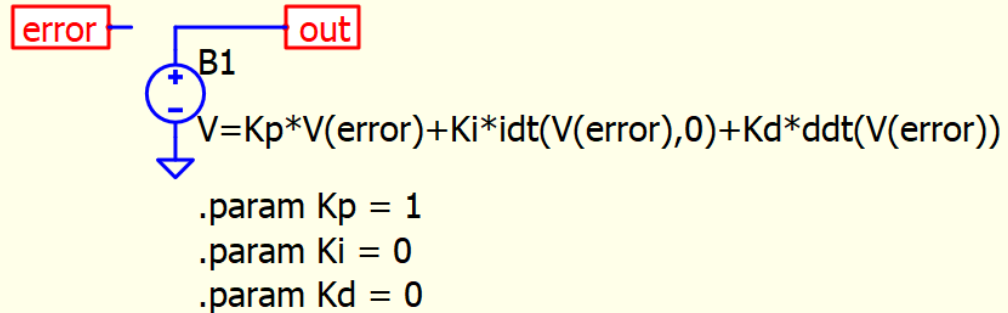 error out
B1
V=Kp*V(error)+Ki*idt(V(error),0)+Kd*ddt(V(error))
.param Kp = 1
.param Ki = 0
.param Kd = 0